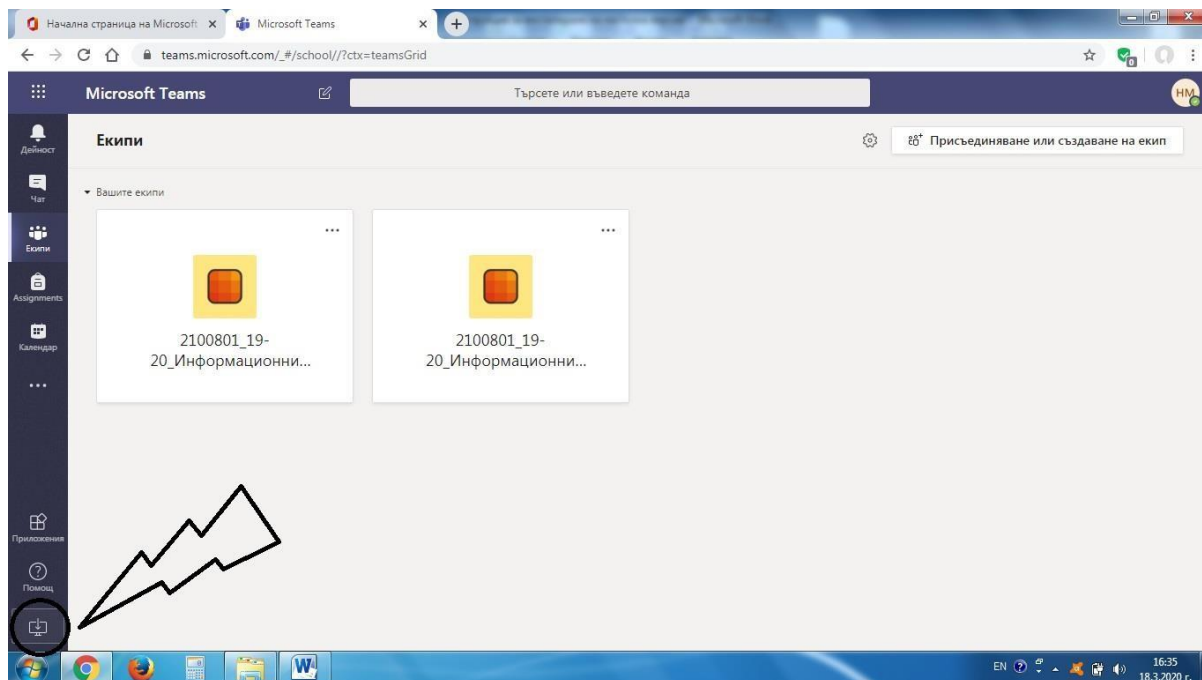 Начална страница на Microsoft
Microsoft Teams
teams.microsoft.com/_#/school//?ctx=teamsGrid
Microsoft Teams
Търсете или въведете команда
HM
Дейност
Екипи
Присъединяване или създаване на екип
Чат
Вашите екипи
Екипи
Assignments
Календар
2100801_19-
20_Информационни...
2100801_19-
20_Информационни...
Приложения
Помощ
EN
16:35
18.3.2020 г.